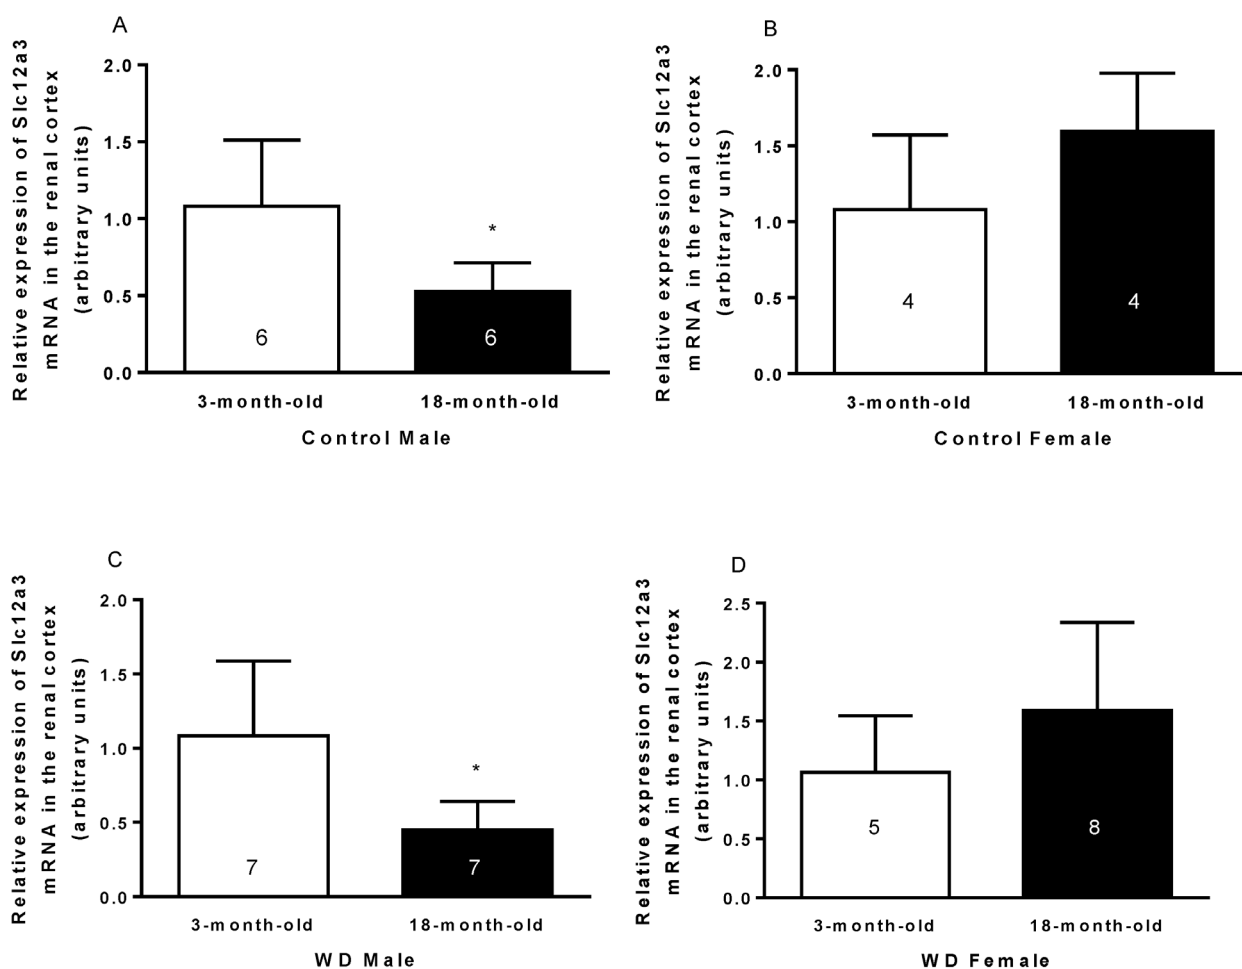 A
Relative expression of Slc12a3
mRNA in the renal cortex
(arbitrary units)
2.0
1.5
1.0
0.5
0.0
*
6
6
3-month-old
18-month-old
Control Male
B
Relative expression of Slc12a3
mRNA in the renal cortex
(arbitrary units)
2.0
1.5
1.0
0.5
0.0
4
4
3-month-old
18-month-old
Control Female
C
Relative expression of Slc12a3
mRNA in the renal cortex
(arbitrary units)
2.0
1.5
1.0
0.5
0.0
*
7
7
3-month-old
18-month-old
WD Male
D
Relative expression of Slc12a3
mRNA in the renal cortex
(arbitrary units)
2.5
2.0
1.5
1.0
0.5
0.0
5
8
3-month-old
18-month-old
WD Female